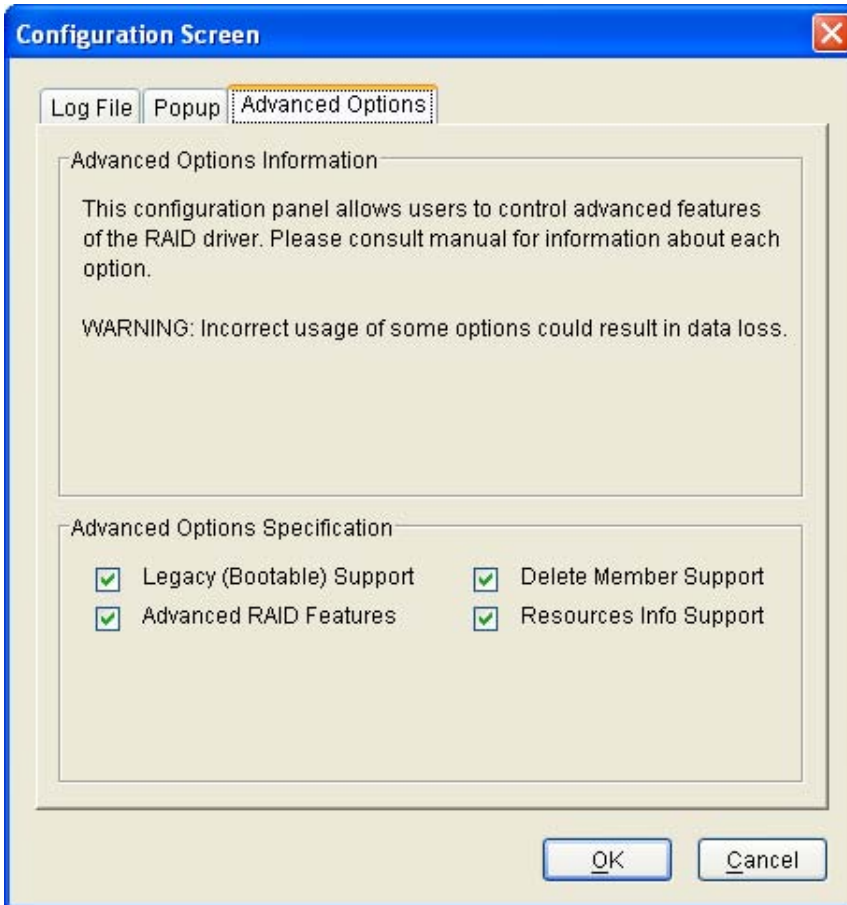 Configuration Screen
Log File
Popup
Advanced Options
Advanced Options Information
This configuration panel allows users to control advanced features
of the RAID driver. Please consult manual for information about each
option.
WARNING: Incorrect usage of some options could result in data loss.
Advanced Options Specification
Legacy (Bootable) Support
Delete Member Support
Advanced RAID Features
Resources Info Support
OK
Cancel